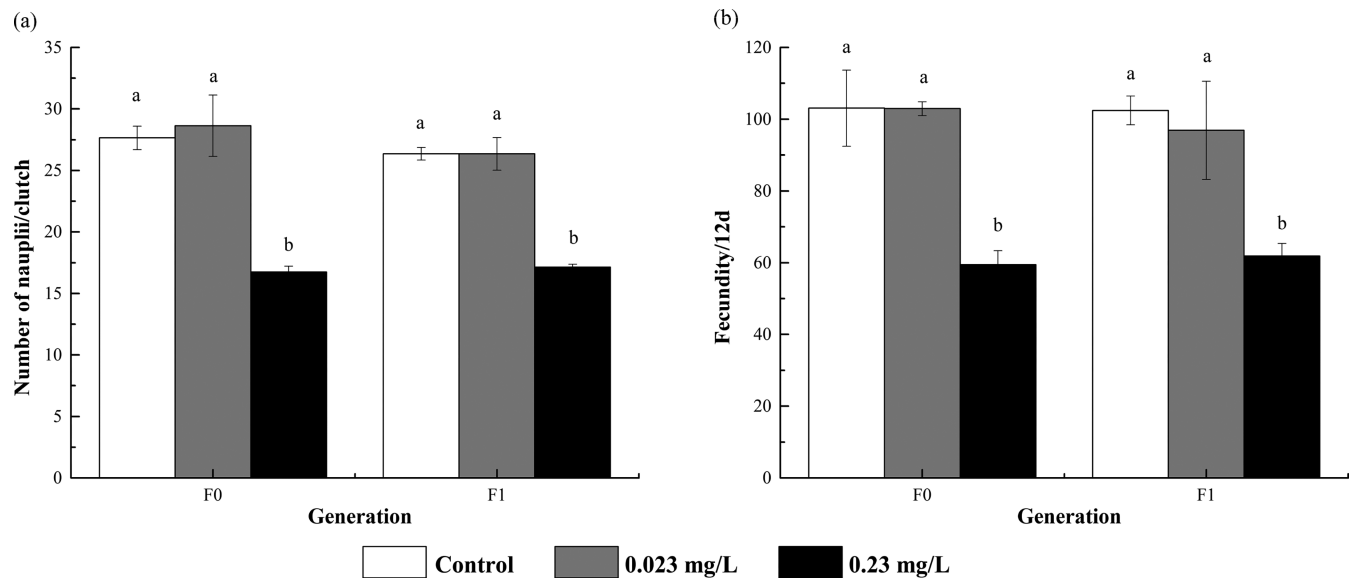 (a)
Number of nauplii/clutch
35
30
25
20
15
10
5
0
a
a
b
a
a
b
F0
F1
Generation
(b)
Fecundity/12d
120
100
80
60
40
20
0
a
a
b
a
a
b
F0
F1
Generation
Control
0.023 mg/L
0.23 mg/L